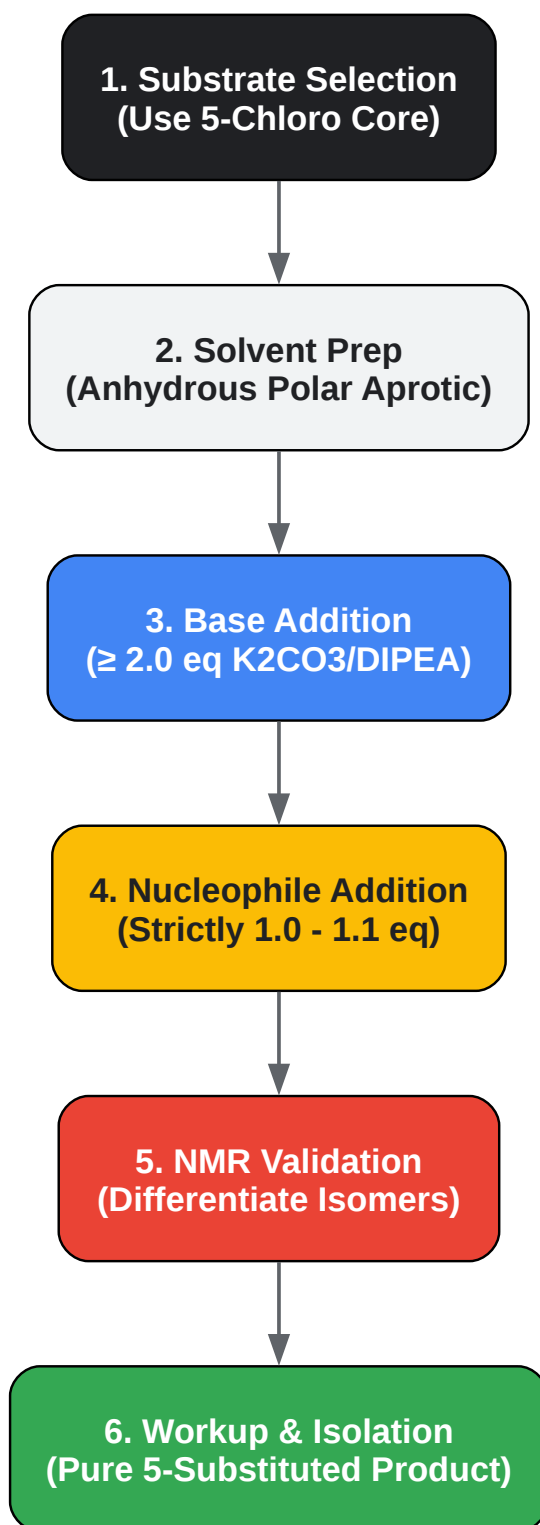 1. Substrate Selection
(Use 5-Chloro Core)
2. Solvent Prep
(Anhydrous Polar Aprotic)
3. Base Addition
(≥ 2.0 eq K2CO3/DIPEA)
4. Nucleophile Addition
(Strictly 1.0 - 1.1 eq)
5. NMR Validation
(Differentiate Isomers)
6. Workup & Isolation
(Pure 5-Substituted Product)